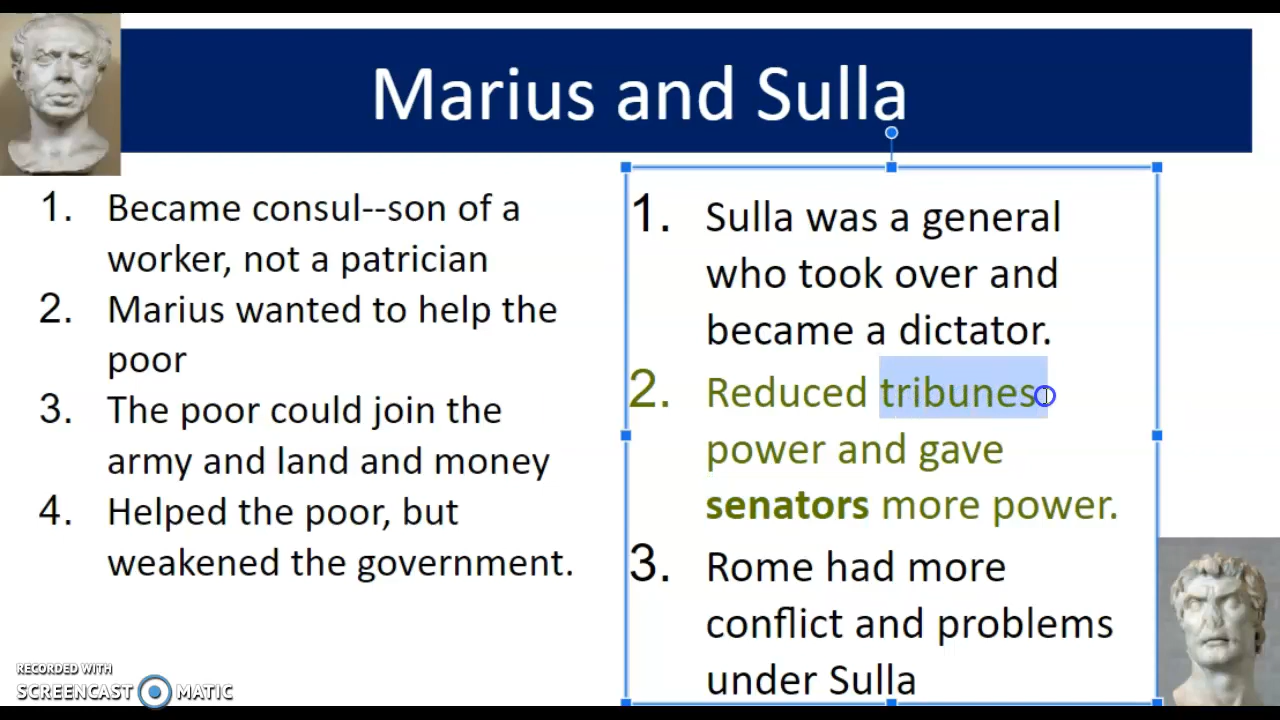 Marius and Sulla
1. Became consul--son of a
worker, not a patrician
2. Marius wanted to help the
poor
3. The poor could join the
army and land and money
4. Helped the poor, but
weakened the government.
1. Sulla was a general
who took over and
became a dictator.
2. Reduced tribunes
power and gave
senators more power.
3. Rome had more
conflict and problems
under Sulla
RECORDED WITH
SCREENCAST MATIC